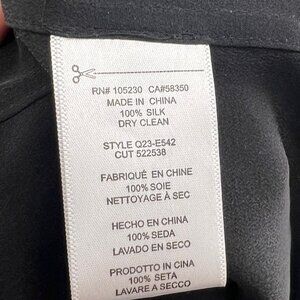 RN# 105230 CA#58350
MADE IN CHINA
100% SILK
DRY CLEAN
STYLE Q23-E542
CUT 522538
FABRIQUÉ EN CHINE
100% SOIE
NETTOYAGE À SEC
HECHO EN CHINA
100% SEDA
LAVADO EN SECO
PRODOTTO IN CINA
100% SETA
LAVARE A SECCO